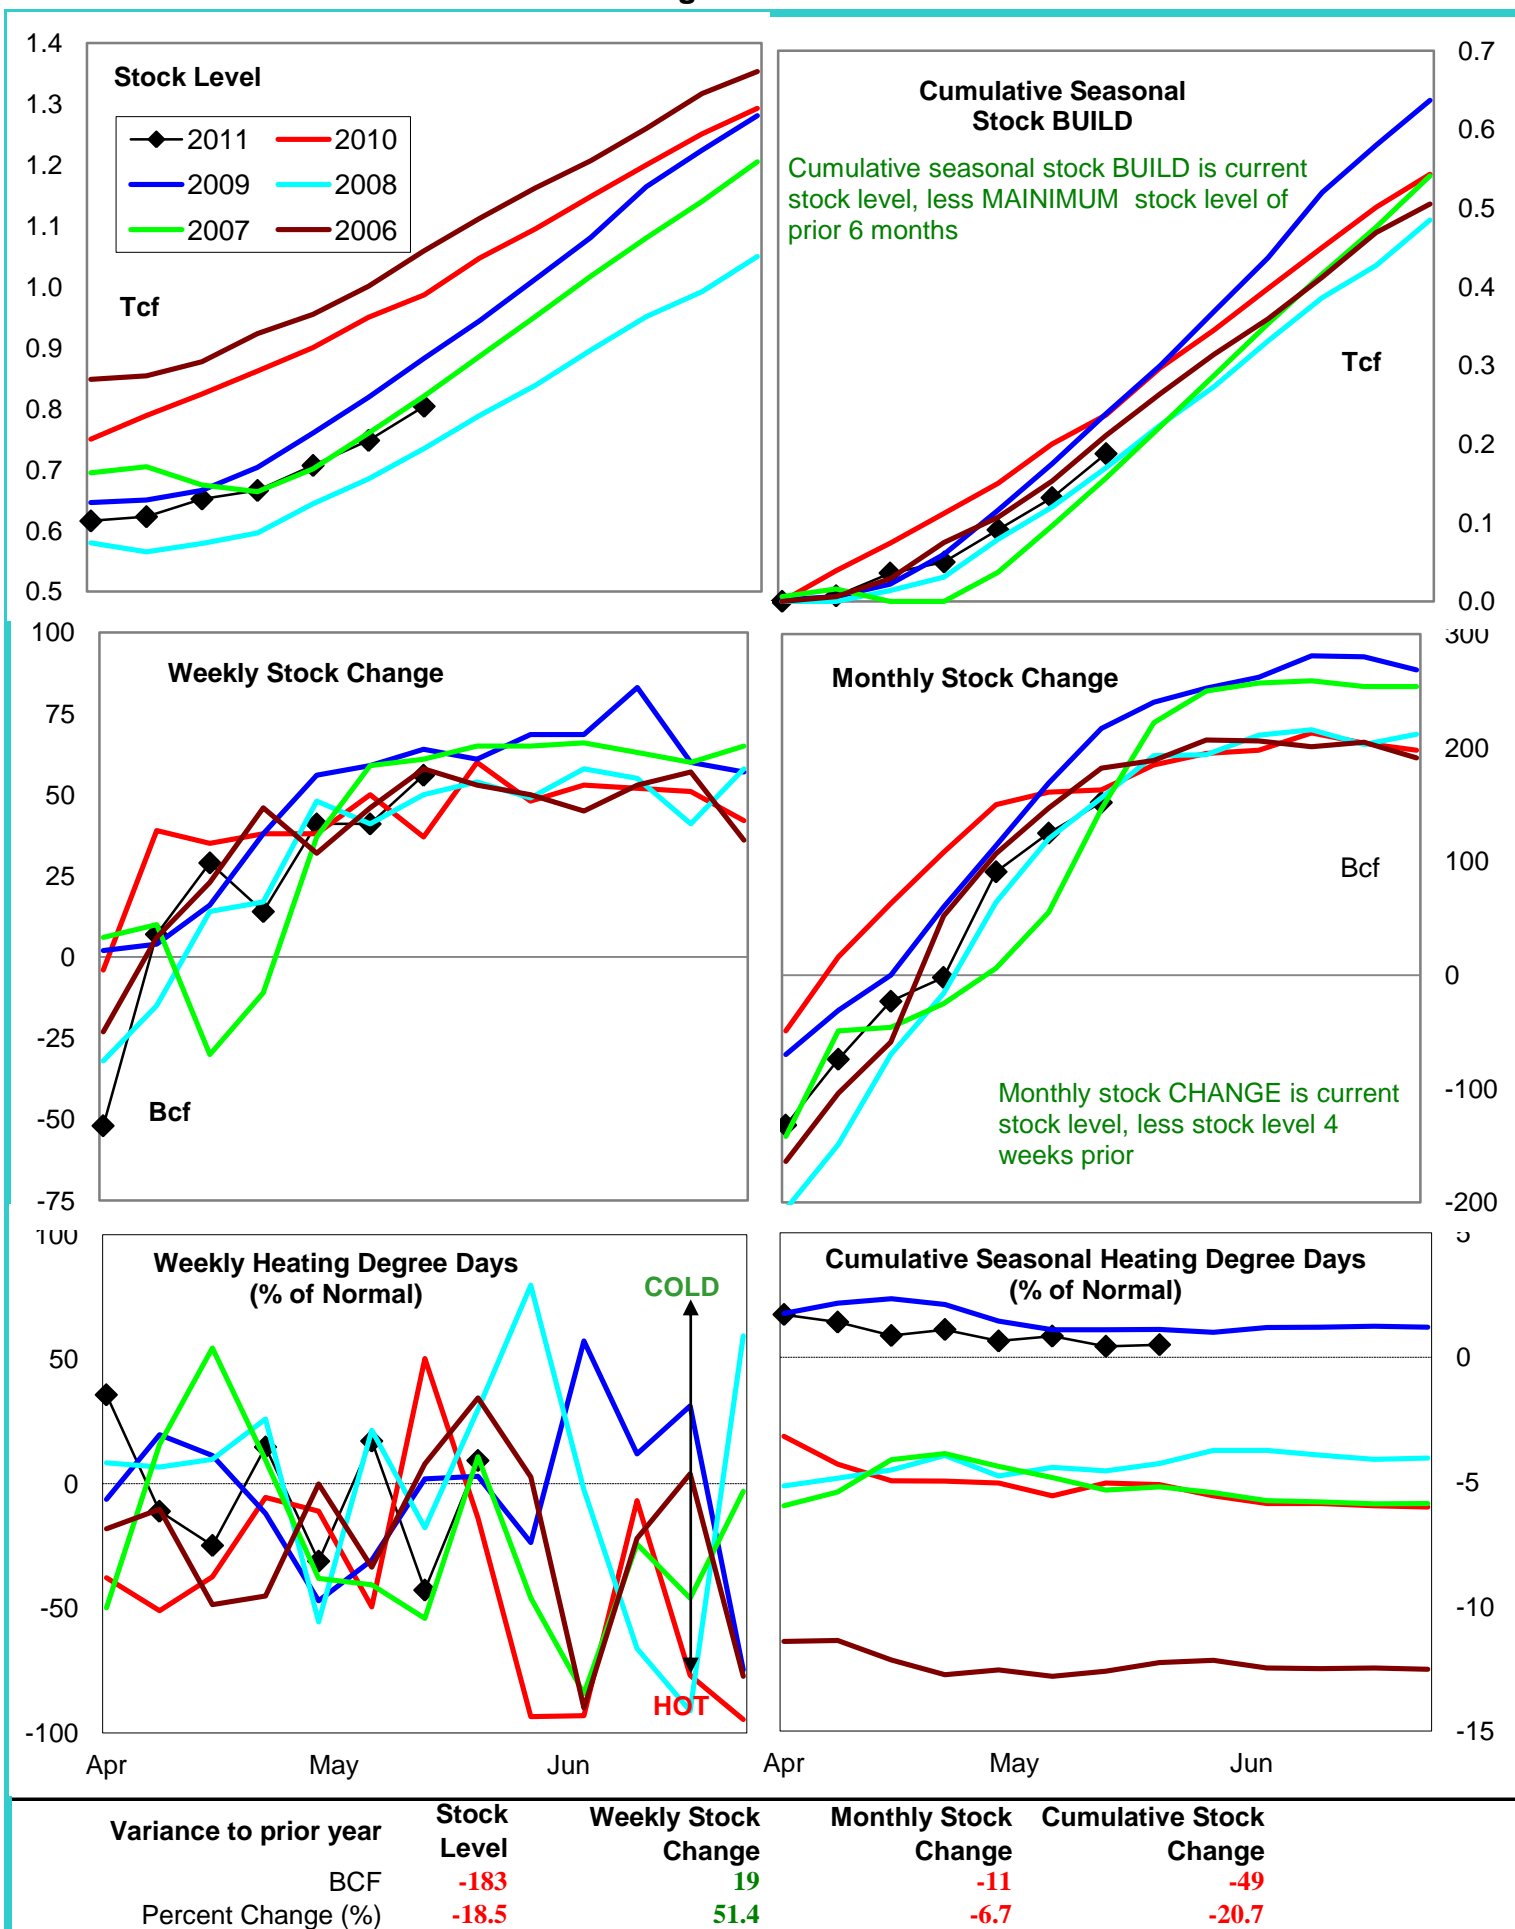 1.4
1.3
1.2
1.1
1.0
0.9
0.8
0.7
0.6
0.5
Stock Level
2011 2010
2009 2008
2007 2006
Tcf
Cumulative Seasonal
Stock BUILD
Cumulative seasonal stock BUILD is current
stock level, less MAINIMUM stock level of
prior 6 months
Tcf
0.7
0.6
0.5
0.4
0.3
0.2
0.1
0.0
100
75
50
25
0
-25
-50
-75
Weekly Stock Change
Bcf
Monthly Stock Change
Bcf
Monthly stock CHANGE is current
stock level, less stock level 4
weeks prior
300
200
100
0
-100
-200
100
50
0
-50
-100
Weekly Heating Degree Days
(% of Normal)
COLD
HOT
Apr May Jun
Cumulative Seasonal Heating Degree Days
(% of Normal)
5
0
-5
-10
-15
Apr May Jun
Variance to prior year Stock Level Weekly Stock Change Monthly Stock Change Cumulative Stock Change
BCF -183 19 -11 -49
Percent Change (%) -18.5 51.4 -6.7 -20.7